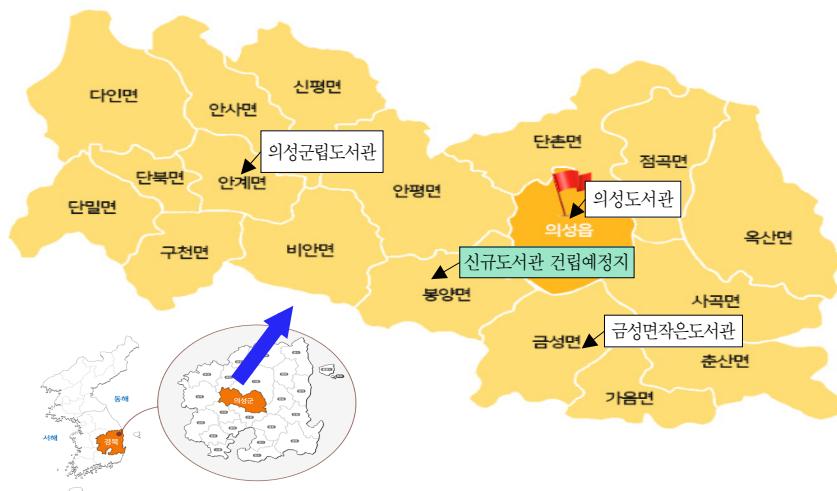 신평면
다인면
안사면
단촌면
의성군립도서관
점곡면
단북면
안계면
안평면
의성도서관
단밀면
의성읍
옥산면
구천면
비안면
신규도서관 건립예정지
봉양면
사곡면
금성면작은도서관
금성면
춘산면
가음면
동해
의성군
서해
경북